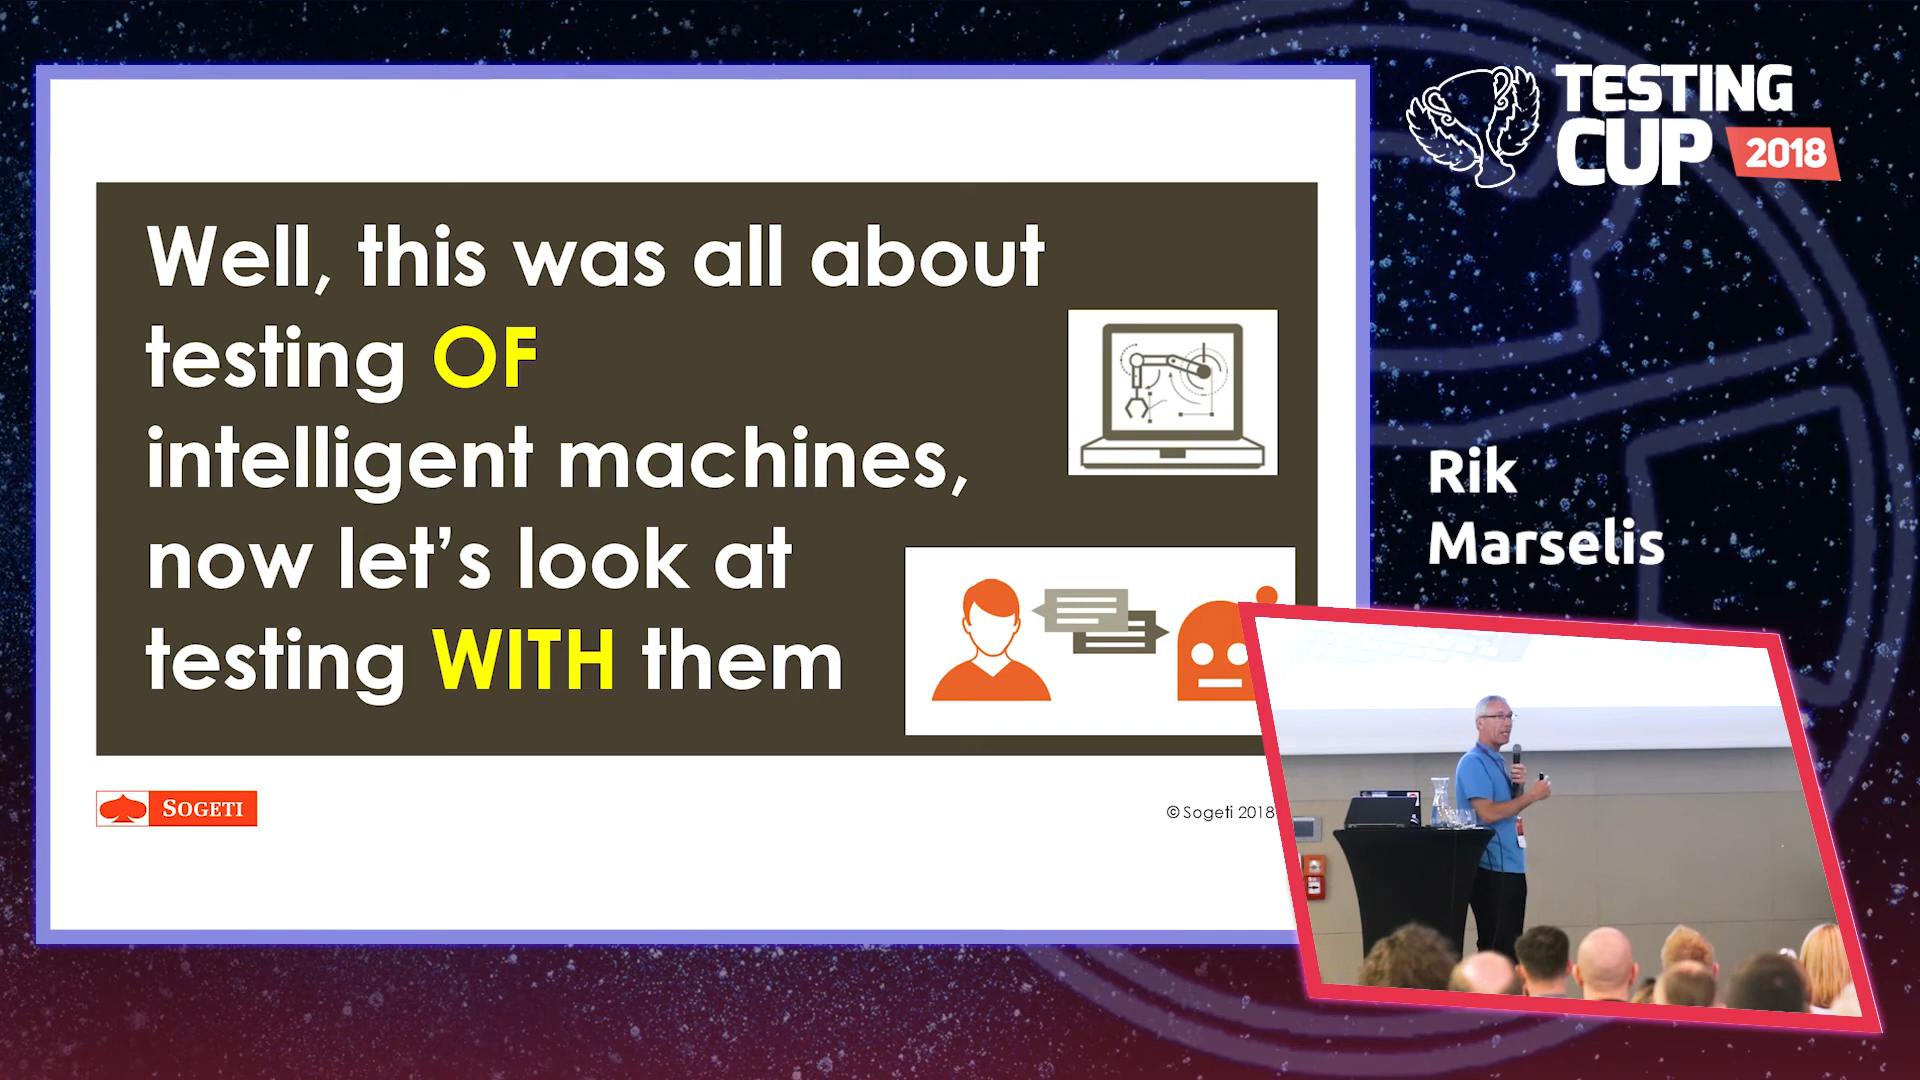 Well, this was all about
testing OF
intelligent machines,
now let’s look at
testing WITH them
SOGETI
© Sogeti 2018
TESTING
CUP
2018
Rik
Marselis